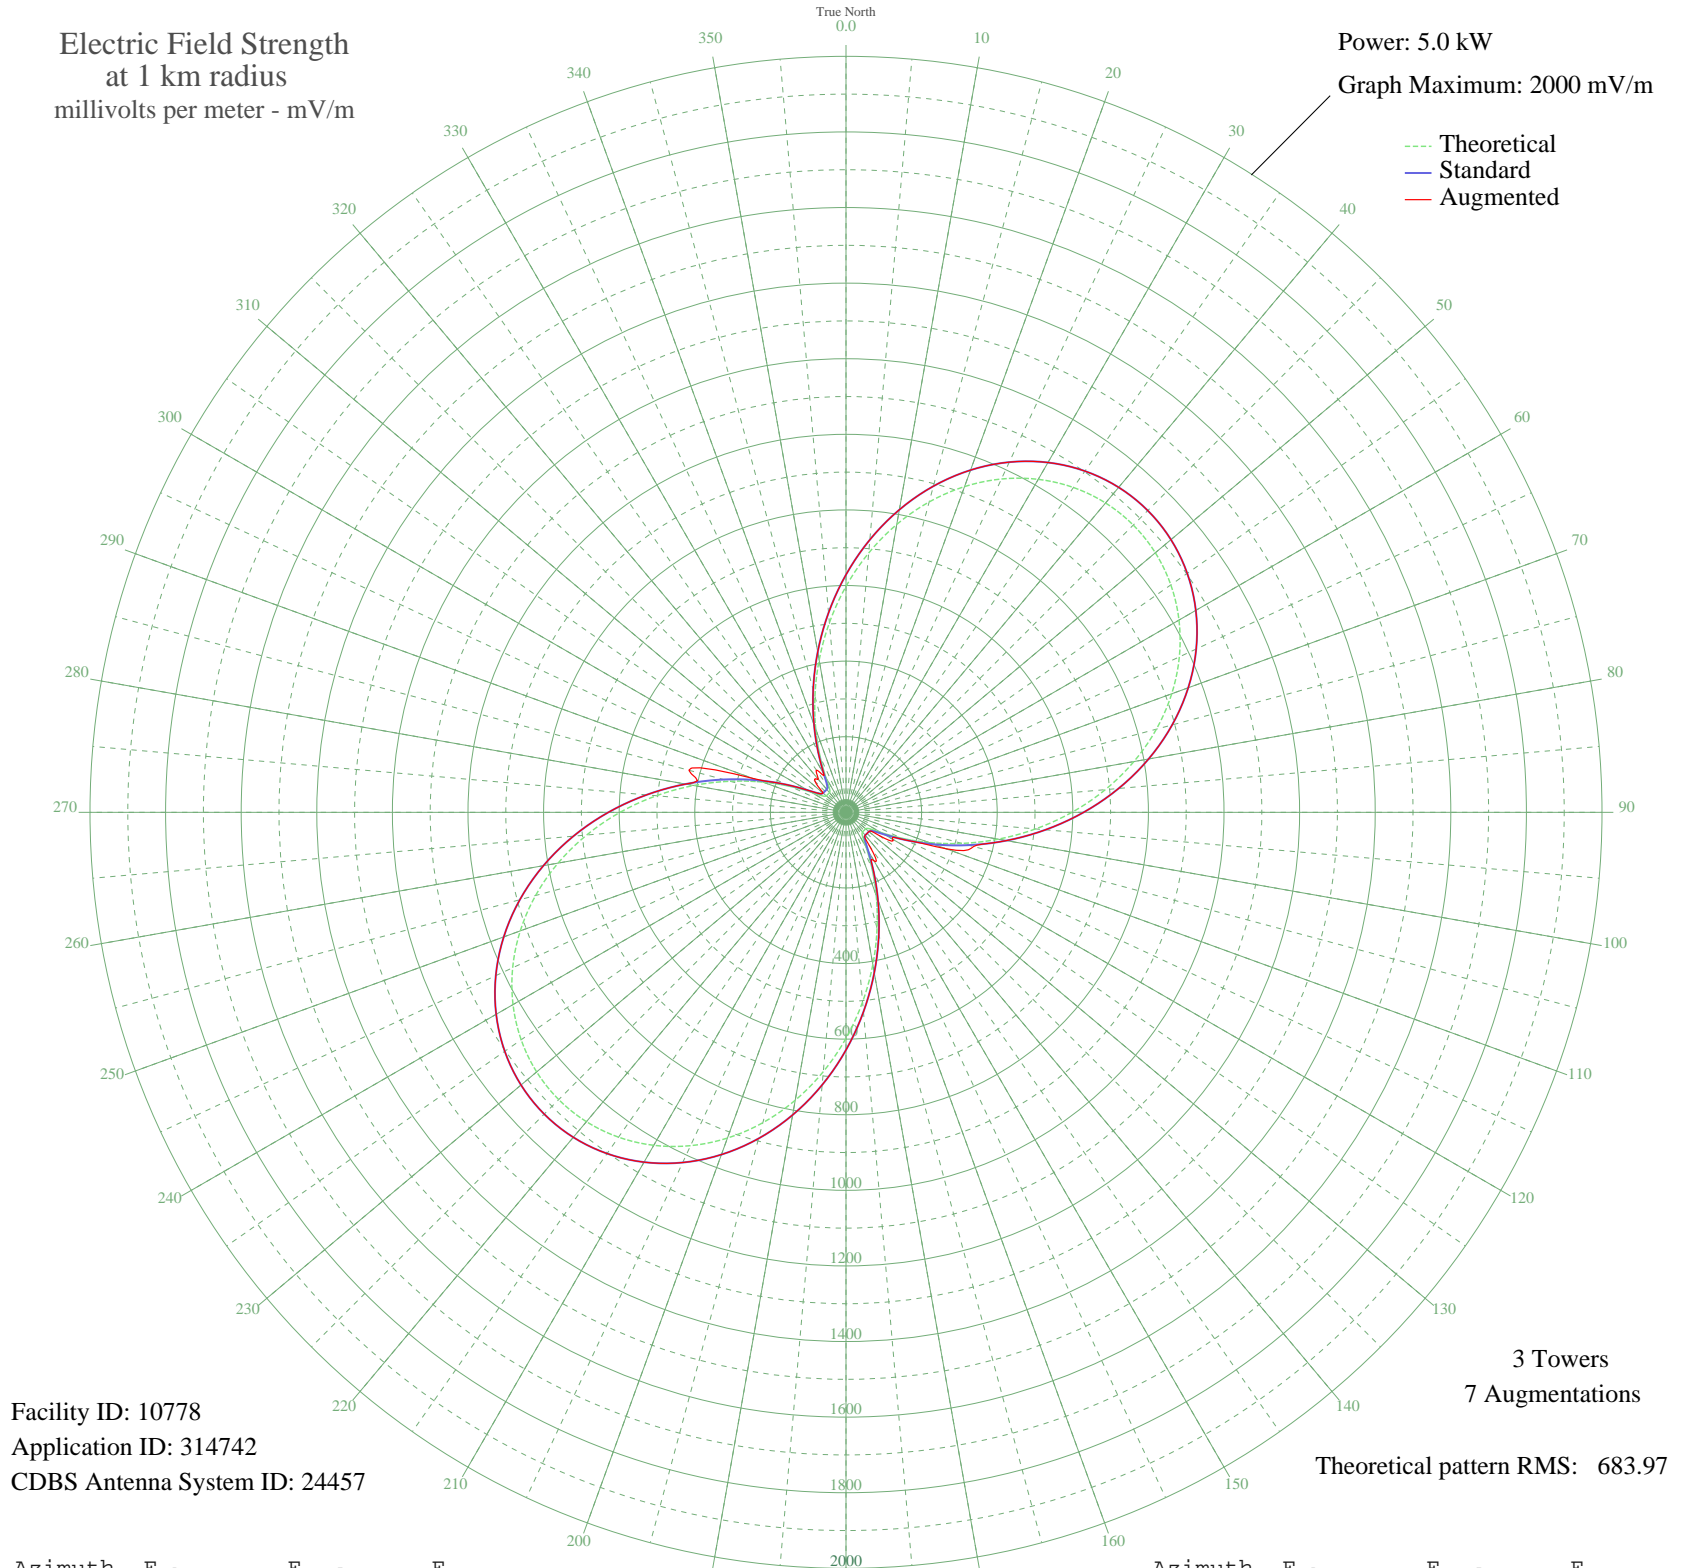 True North
0.0
Electric Field Strength
at 1 km radius
millivolts per meter - mV/m
Power: 5.0 kW
Graph Maximum: 2000 mV/m
Theoretical
Standard
Augmented
10
20
30
40
50
60
70
80
90
100
110
120
130
140
150
160
200
210
220
230
240
250
260
270
280
290
300
310
320
330
340
350
400
600
800
1000
1200
1400
1600
1800
2000
3 Towers
7 Augmentations
Theoretical pattern RMS: 683.97
Facility ID: 10778
Application ID: 314742
CDBS Antenna System ID: 24457